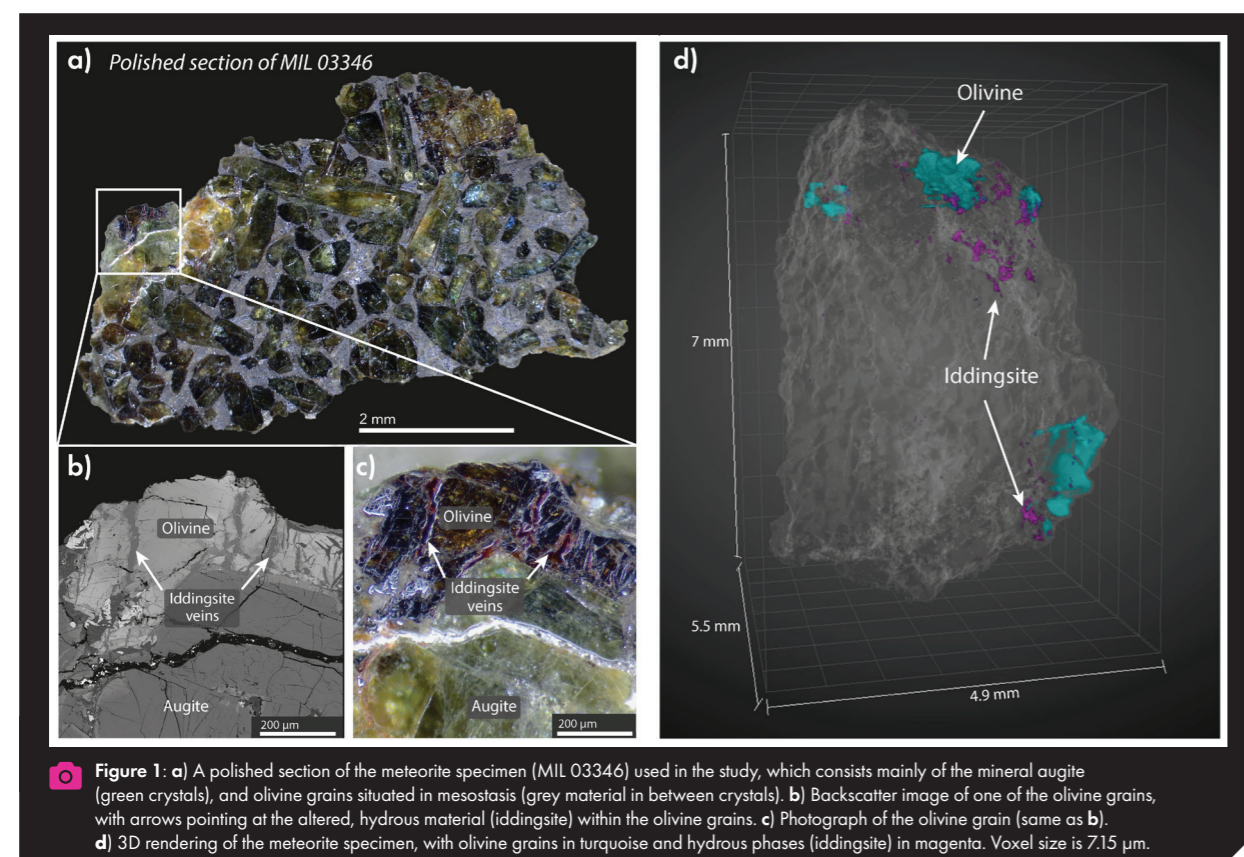 a) Polished section of MIL 03346
2 mm
b)
Olivine
Iddingsite
veins
Augite
200 µm
c)
Olivine
Iddingsite
veins
Augite
200 µm
d)
Olivine
7 mm
Iddingsite
5.5 mm
4.9 mm
Figure 1: a) A polished section of the meteorite specimen (MIL 03346) used in the study, which consists mainly of the mineral augite
(green crystals), and olivine grains situated in mesostasis (grey material in between crystals). b) Backscatter image of one of the olivine grains,
with arrows pointing at the altered, hydrous material (iddingsite) within the olivine grains. c) Photograph of the olivine grain (same as b).
d) 3D rendering of the meteorite specimen, with olivine grains in turquoise and hydrous phases (iddingsite) in magenta. Voxel size is 7.15 µm.